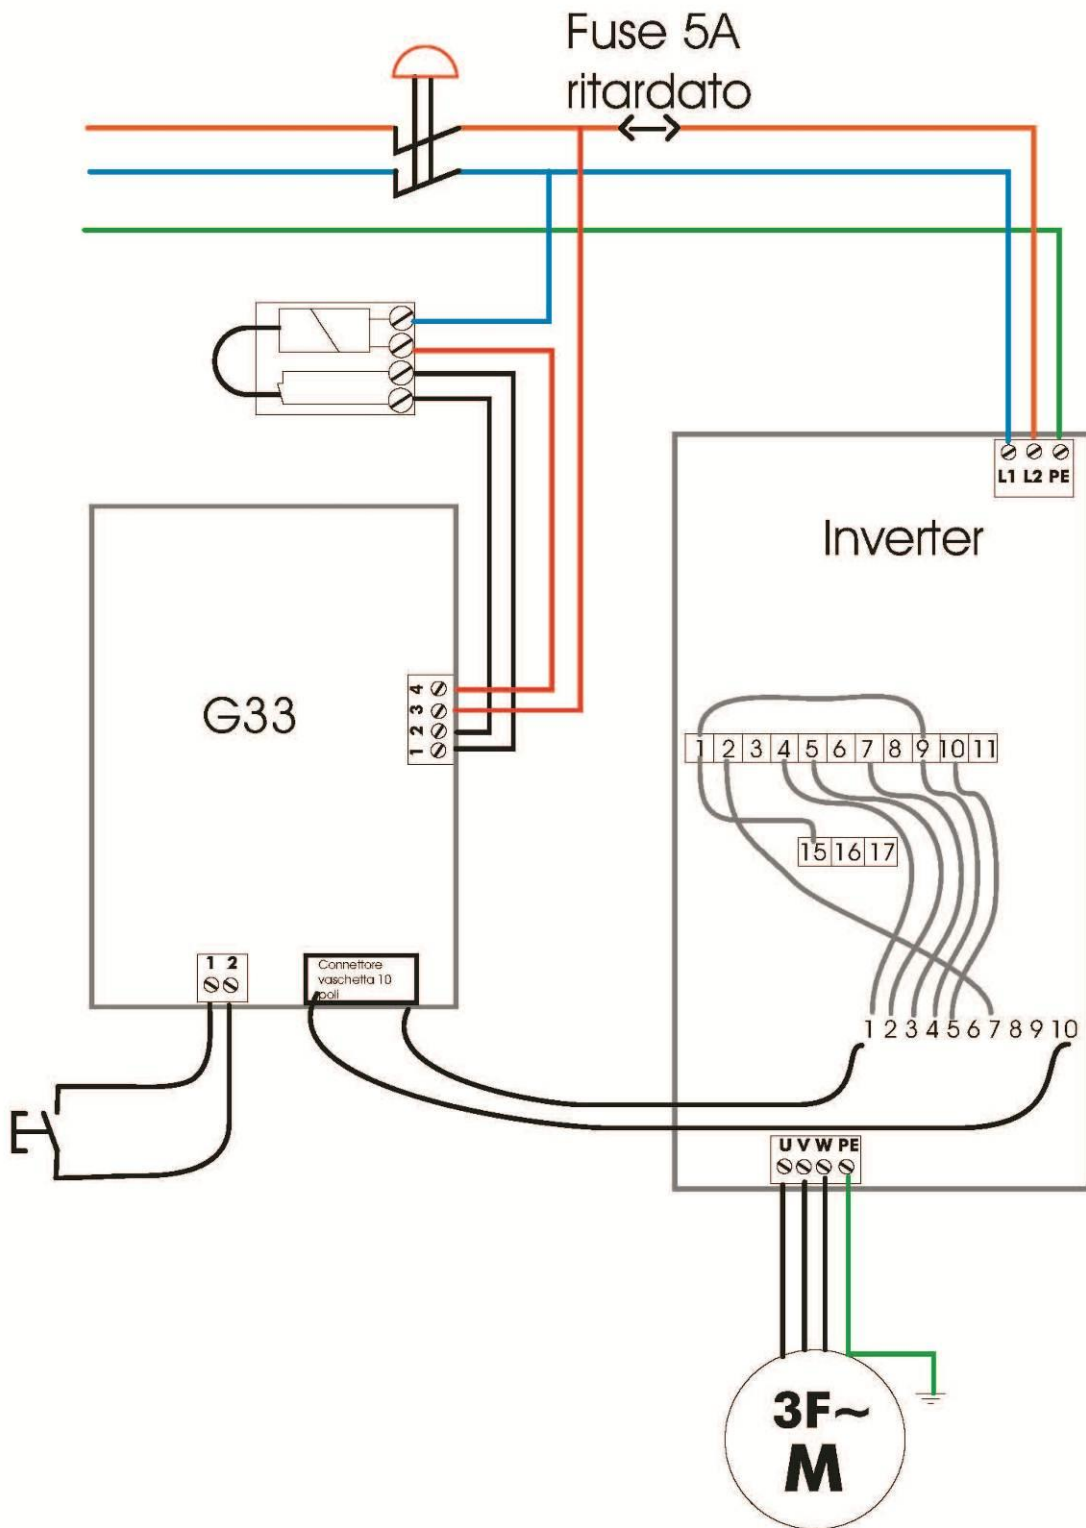 Fuse 5A
ritardato
L1 L2 PE
Inverter
G33
4
3
2
1
1 2 3 4 5 6 7 8 9 10 11
15 16 17
1 2
Connettore
vaschetta 10
poli
1 2 3 4 5 6 7 8 9 10
U V W PE
3F~
M